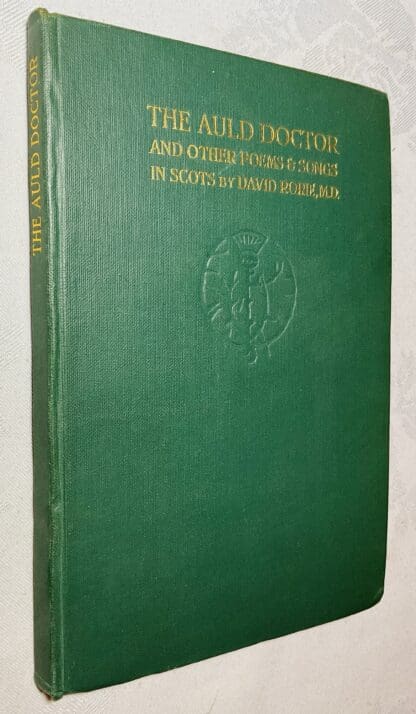 THE AULD DOCTOR
THE AULD DOCTOR
AND OTHER POEMS & SONGS
IN SCOTS BY DAVID RORIE, M.D.